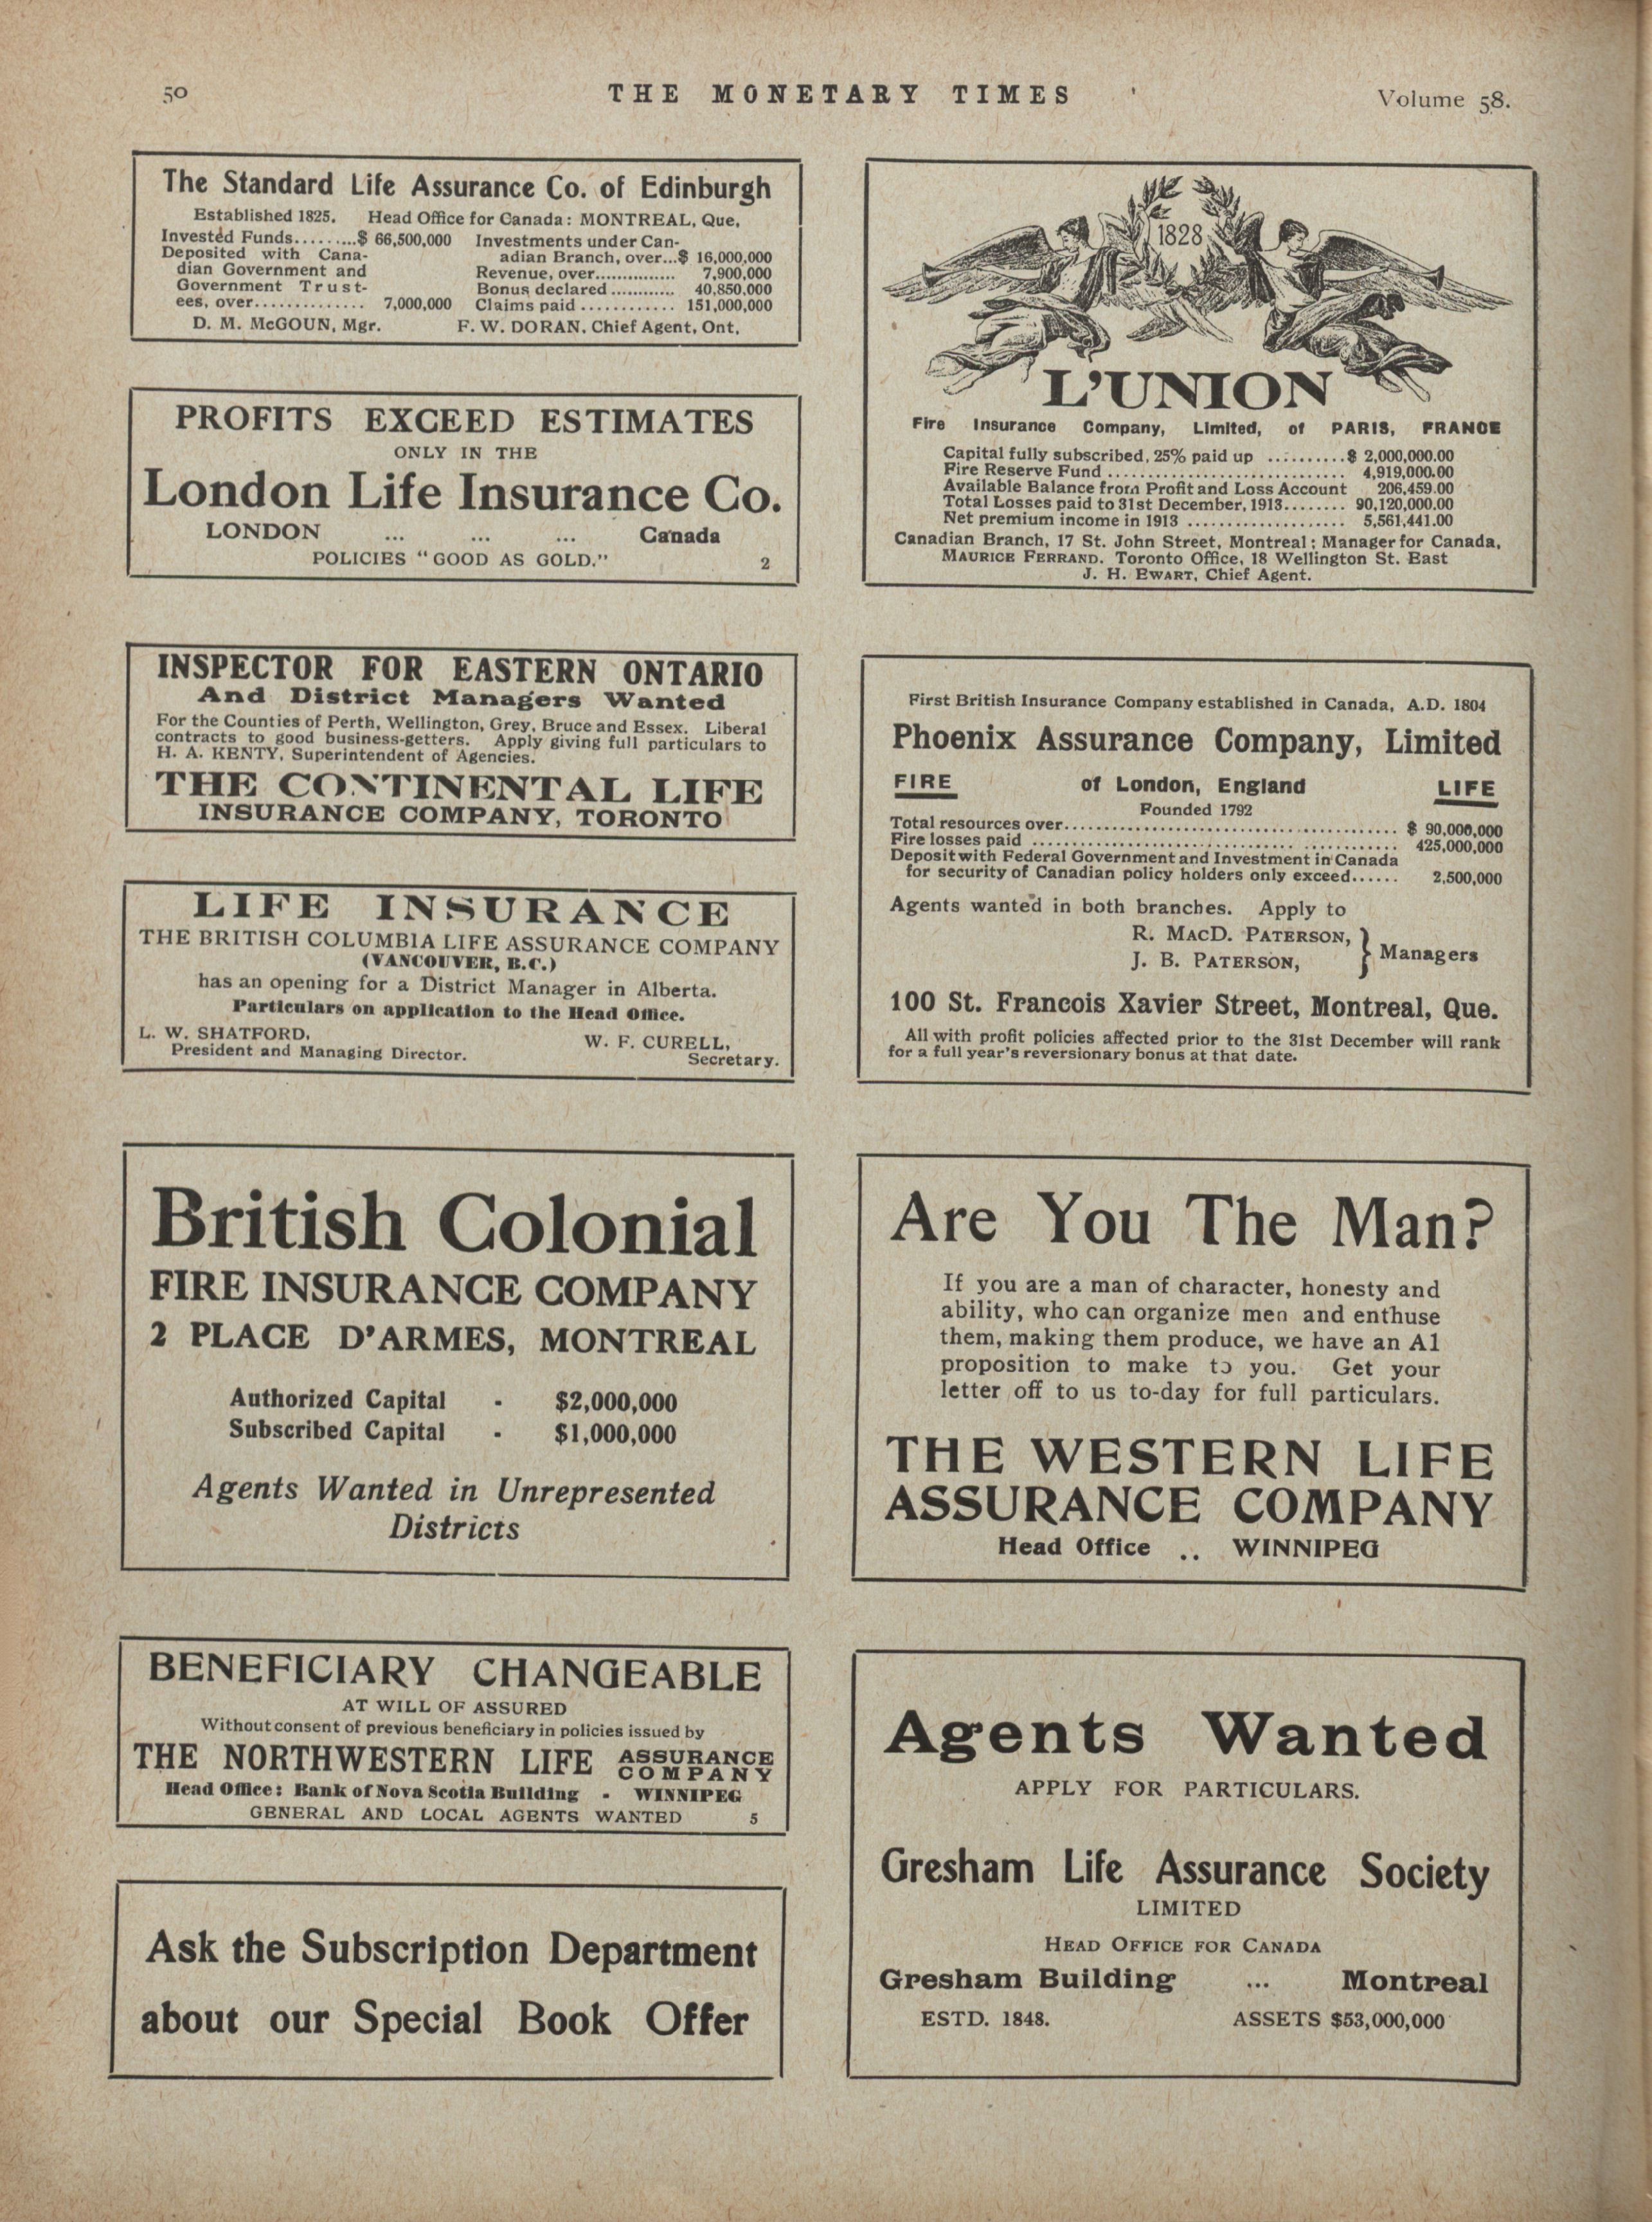 50
THE MONETARY TIMES
Volume 58.
The Standard Life Assurance Co. of Edinburgh
Established 1825. Head Office for Canada: MONTREAL, Que.
Invested Funds.........$ 66,500,000
Deposited with Cana-
dian Government and
Government Trust-
ees, over.............. 7,000,000
Investments under Can-
adian Branch, over...$ 16,000,000
Revenue, over............... 7,900,000
Bonus declared............ 40,850,000
Claims paid............ 151,000,000
D. M. McGOUN, Mgr. F. W. DORAN, Chief Agent, Ont.
PROFITS EXCEED ESTIMATES
ONLY IN THE
London Life Insurance Co.
LONDON ... ... ... Canada
POLICIES "GOOD AS GOLD." 2
INSPECTOR FOR EASTERN ONTARIO
And District Managers Wanted
For the Counties of Perth, Wellington, Grey, Bruce and Essex. Liberal
contracts to good business-getters. Apply giving full particulars to
H. A. KENTY, Superintendent of Agencies.
THE CONTINENTAL LIFE
INSURANCE COMPANY, TORONTO
LIFE INSURANCE
THE BRITISH COLUMBIA LIFE ASSURANCE COMPANY
(VANCOUVER, B.C.)
has an opening for a District Manager in Alberta.
Particulars on application to the Head Office.
L. W. SHATFORD,
President and Managing Director.
W. F. CURELL,
Secretary.
British Colonial
FIRE INSURANCE COMPANY
2 PLACE D'ARMES, MONTREAL
Authorized Capital - $2,000,000
Subscribed Capital - $1,000,000
Agents Wanted in Unrepresented
Districts
BENEFICIARY CHANGEABLE
AT WILL OF ASSURED
Without consent of previous beneficiary in policies issued by
THE NORTHWESTERN LIFE ASSURANCE COMPANY
Head Office: Bank of Nova Scotia Building - WINNIPEG
GENERAL AND LOCAL AGENTS WANTED 5
Ask the Subscription Department
about our Special Book Offer
1828
L'UNION
Fire Insurance Company, Limited, of PARIS, FRANCE
Capital fully subscribed, 25% paid up ..........$ 2,000,000.00
Fire Reserve Fund.............................. 4,919,000.00
Available Balance from Profit and Loss Account 206,459.00
Total Losses paid to 31st December, 1913........ 90,120,000.00
Net premium income in 1913 .................... 5,561,441.00
Canadian Branch, 17 St. John Street, Montreal; Manager for Canada,
MAURICE FERRAND. Toronto Office, 18 Wellington St. East
J. H. EWART, Chief Agent.
First British Insurance Company established in Canada, A.D. 1804
Phoenix Assurance Company, Limited
FIRE of London, England LIFE
Founded 1792
Total resources over.......................................... $ 90,000,000
Fire losses paid .............................................. 425,000,000
Deposit with Federal Government and Investment in Canada
for security of Canadian policy holders only exceed...... 2,500,000
Agents wanted in both branches. Apply to
R. MACD. PATERSON,
J. B. PATERSON,
} Managers
100 St. Francois Xavier Street, Montreal, Que.
All with profit policies affected prior to the 31st December will rank
for a full year's reversionary bonus at that date.
Are You The Man?
If you are a man of character, honesty and
ability, who can organize men and enthuse
them, making them produce, we have an A1
proposition to make to you. Get your
letter off to us to-day for full particulars.
THE WESTERN LIFE
ASSURANCE COMPANY
Head Office .. WINNIPEG
Agents Wanted
APPLY FOR PARTICULARS.
Gresham Life Assurance Society
LIMITED
HEAD OFFICE FOR CANADA
Gresham Building ... Montreal
ESTD. 1848. ASSETS $53,000,000